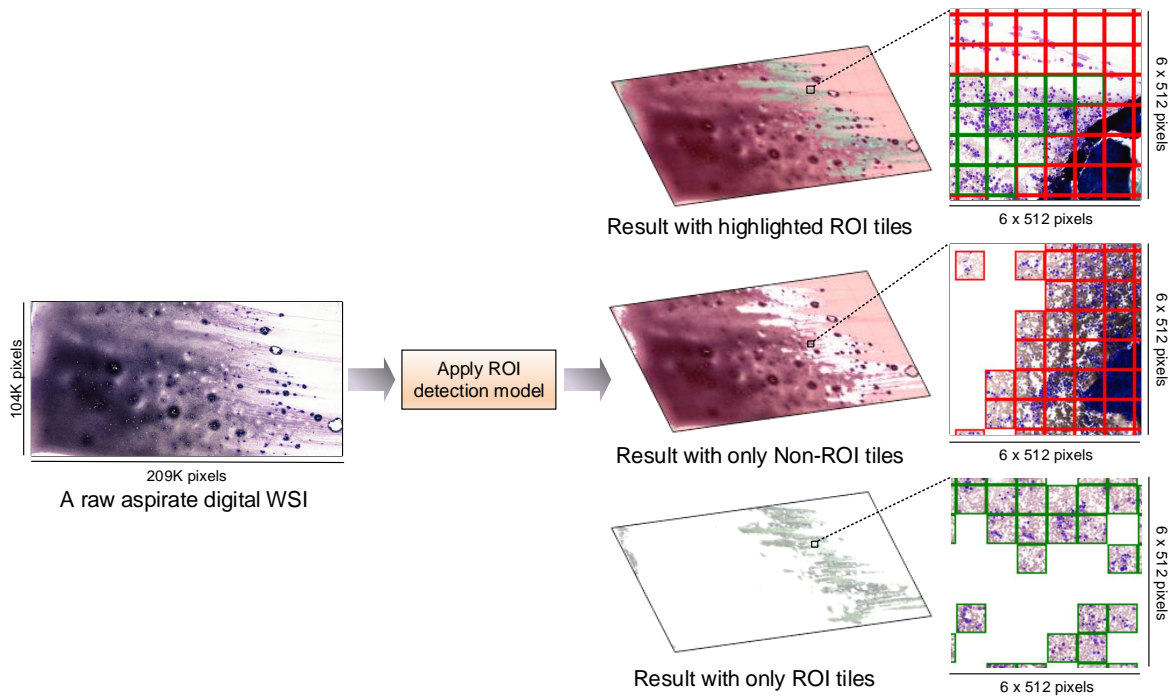 6 x 512 pixels
6 x 512 pixels
Result with highlighted ROI tiles
104K pixels
209K pixels
A raw aspirate digital WSI
Apply ROI
detection model
6 x 512 pixels
6 x 512 pixels
Result with only Non-ROI tiles
6 x 512 pixels
6 x 512 pixels
Result with only ROI tiles